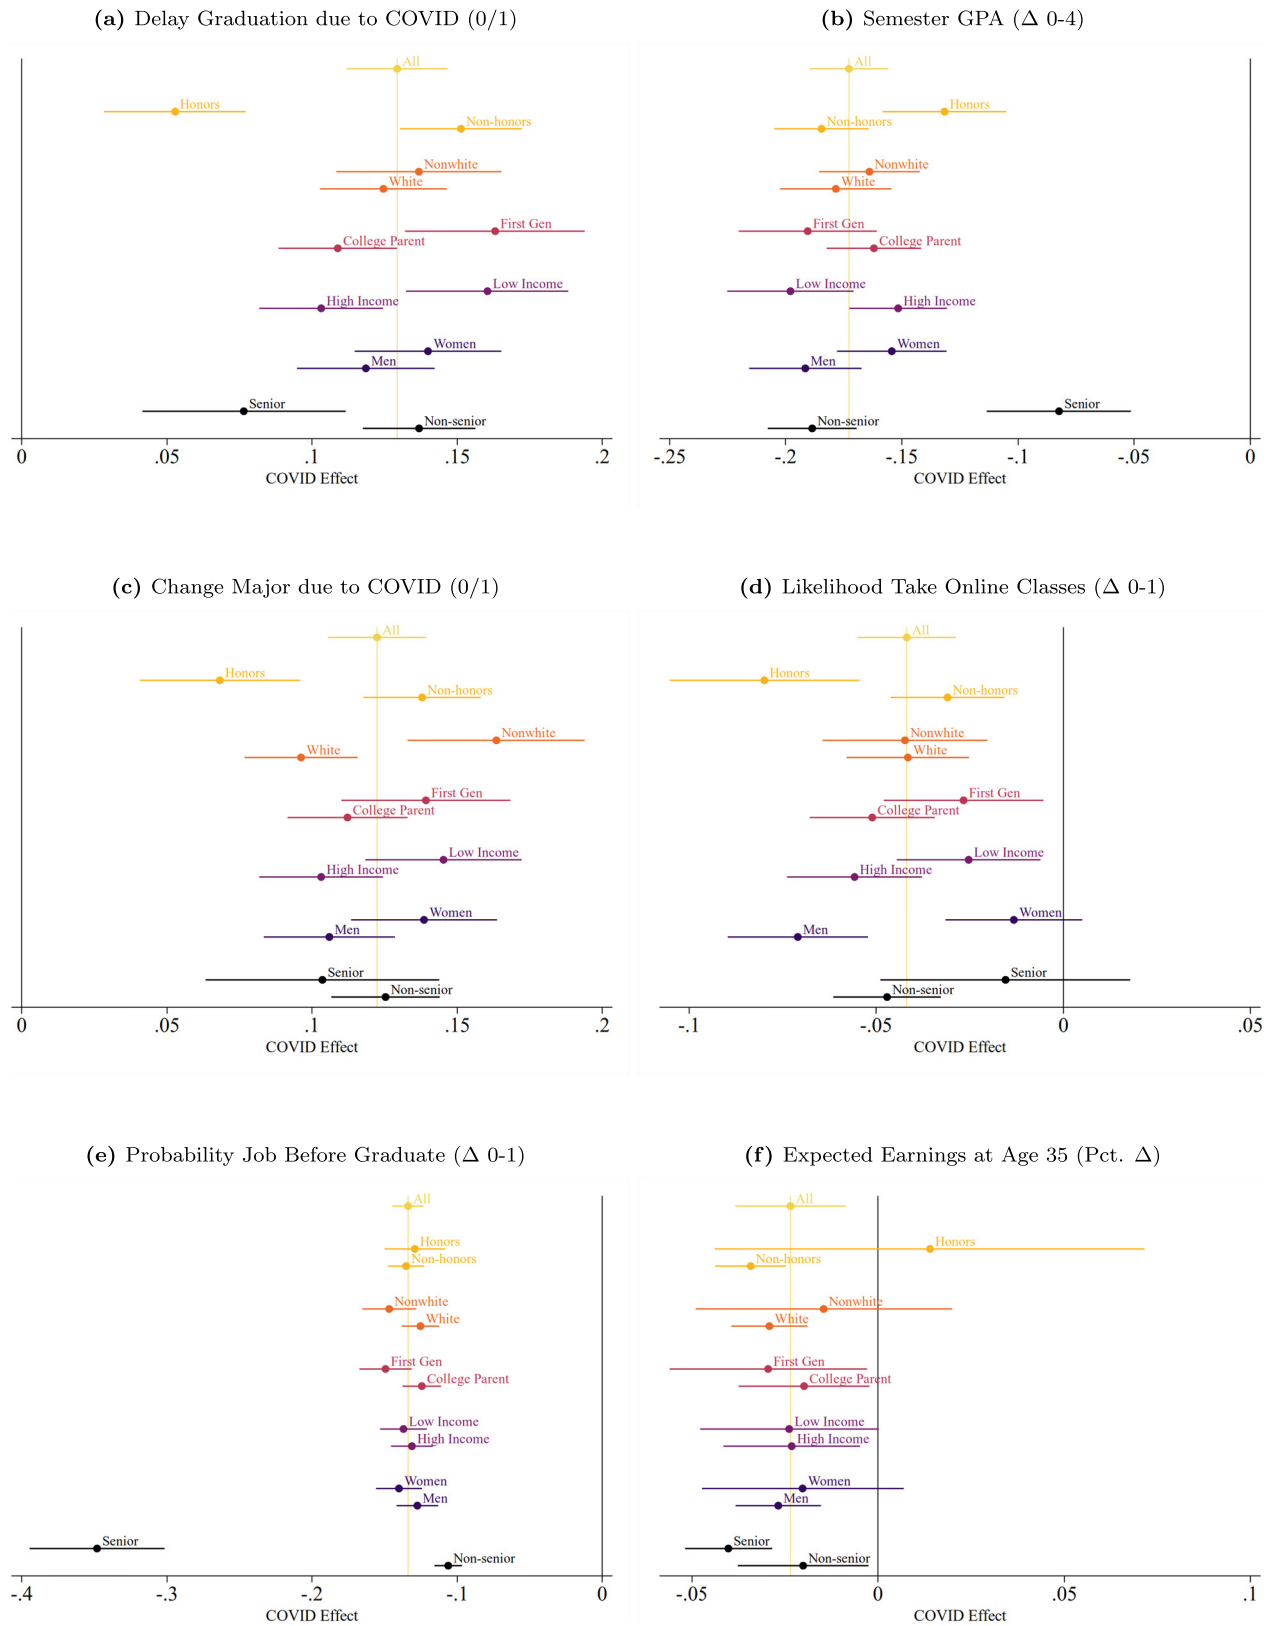 (a) Delay Graduation due to COVID (0/1)
All
Honors
Non-honors
Nonwhite
White
First Gen
College Parent
Low Income
High Income
Women
Men
Senior
Non-senior
0 .05 .1 .15 .2
COVID Effect
(b) Semester GPA (Δ 0-4)
All
Honors
Non-honors
Nonwhite
White
First Gen
College Parent
Low Income
High Income
Women
Men
Senior
Non-senior
-.25 -.2 -.15 -.1 -.05 0
COVID Effect
(c) Change Major due to COVID (0/1)
All
Honors
Non-honors
Nonwhite
White
First Gen
College Parent
Low Income
High Income
Women
Men
Senior
Non-senior
0 .05 .1 .15 .2
COVID Effect
(d) Likelihood Take Online Classes (Δ 0-1)
All
Honors
Non-honors
Nonwhite
White
First Gen
College Parent
Low Income
High Income
Women
Men
Senior
Non-senior
-.1 -.05 0 .05
COVID Effect
(e) Probability Job Before Graduate (Δ 0-1)
All
Honors
Non-honors
Nonwhite
White
First Gen
College Parent
Low Income
High Income
Women
Men
Senior
Non-senior
-.4 -.3 -.2 -.1 0
COVID Effect
(f) Expected Earnings at Age 35 (Pct. Δ)
All
Honors
Non-honors
Nonwhite
White
First Gen
College Parent
Low Income
High Income
Women
Men
Senior
Non-senior
-.05 0 .05 .1
COVID Effect